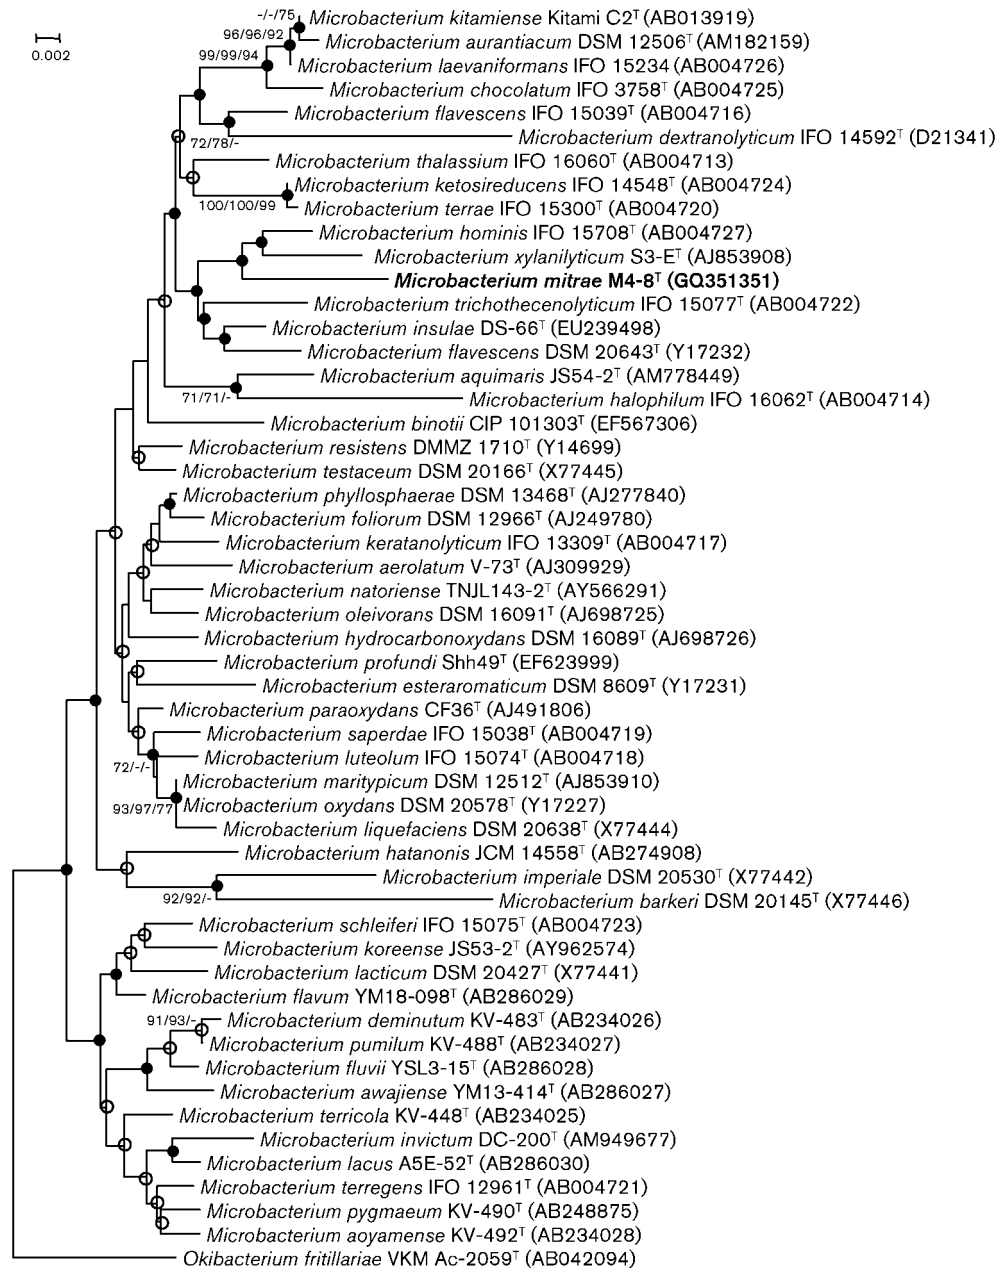 -/-/75
Microbacterium kitamiense Kitami C2ᵀ (AB013919)
96/96/92
Microbacterium aurantiacum DSM 12506ᵀ (AM182159)
0.002
99/99/94
Microbacterium laevaniformans IFO 15234 (AB004726)
Microbacterium chocolatum IFO 3758ᵀ (AB004725)
Microbacterium flavescens IFO 15039ᵀ (AB004716)
72/78/-
Microbacterium dextranolyticum IFO 14592ᵀ (D21341)
Microbacterium thalassium IFO 16060ᵀ (AB004713)
Microbacterium ketosireducens IFO 14548ᵀ (AB004724)
100/100/99
Microbacterium terrae IFO 15300ᵀ (AB004720)
Microbacterium hominis IFO 15708ᵀ (AB004727)
Microbacterium xylanilyticum S3-Eᵀ (AJ853908)
Microbacterium mitrae M4-8ᵀ (GQ351351)
Microbacterium trichothecenolyticum IFO 15077ᵀ (AB004722)
Microbacterium insulae DS-66ᵀ (EU239498)
Microbacterium flavescens DSM 20643ᵀ (Y17232)
Microbacterium aquimaris JS54-2ᵀ (AM778449)
71/71/-
Microbacterium halophilum IFO 16062ᵀ (AB004714)
Microbacterium binotii CIP 101303ᵀ (EF567306)
Microbacterium resistens DMMZ 1710ᵀ (Y14699)
Microbacterium testaceum DSM 20166ᵀ (X77445)
Microbacterium phyllosphaerae DSM 13468ᵀ (AJ277840)
Microbacterium foliorum DSM 12966ᵀ (AJ249780)
Microbacterium keratanolyticum IFO 13309ᵀ (AB004717)
Microbacterium aerolatum V-73ᵀ (AJ309929)
Microbacterium natoriense TNJL143-2ᵀ (AY566291)
Microbacterium oleivorans DSM 16091ᵀ (AJ698725)
Microbacterium hydrocarbonoxydans DSM 16089ᵀ (AJ698726)
Microbacterium profundi Shh49ᵀ (EF623999)
Microbacterium esteraromaticum DSM 8609ᵀ (Y17231)
Microbacterium paraoxydans CF36ᵀ (AJ491806)
Microbacterium saperdae IFO 15038ᵀ (AB004719)
Microbacterium luteolum IFO 15074ᵀ (AB004718)
72/-/-
Microbacterium maritypicum DSM 12512ᵀ (AJ853910)
93/97/77
Microbacterium oxydans DSM 20578ᵀ (Y17227)
Microbacterium liquefaciens DSM 20638ᵀ (X77444)
Microbacterium hatanonis JCM 14558ᵀ (AB274908)
Microbacterium imperiale DSM 20530ᵀ (X77442)
92/92/-
Microbacterium barkeri DSM 20145ᵀ (X77446)
Microbacterium schleiferi IFO 15075ᵀ (AB004723)
Microbacterium koreense JS53-2ᵀ (AY962574)
Microbacterium lacticum DSM 20427ᵀ (X77441)
Microbacterium flavum YM18-098ᵀ (AB286029)
91/93/-
Microbacterium deminutum KV-483ᵀ (AB234026)
Microbacterium pumilum KV-488ᵀ (AB234027)
Microbacterium fluvii YSL3-15ᵀ (AB286028)
Microbacterium awajiense YM13-414ᵀ (AB286027)
Microbacterium terricola KV-448ᵀ (AB234025)
Microbacterium invictum DC-200ᵀ (AM949677)
Microbacterium lacus A5E-52ᵀ (AB286030)
Microbacterium terregens IFO 12961ᵀ (AB004721)
Microbacterium pygmaeum KV-490ᵀ (AB248875)
Microbacterium aoyamense KV-492ᵀ (AB234028)
Okibacterium fritillariae VKM Ac-2059ᵀ (AB042094)